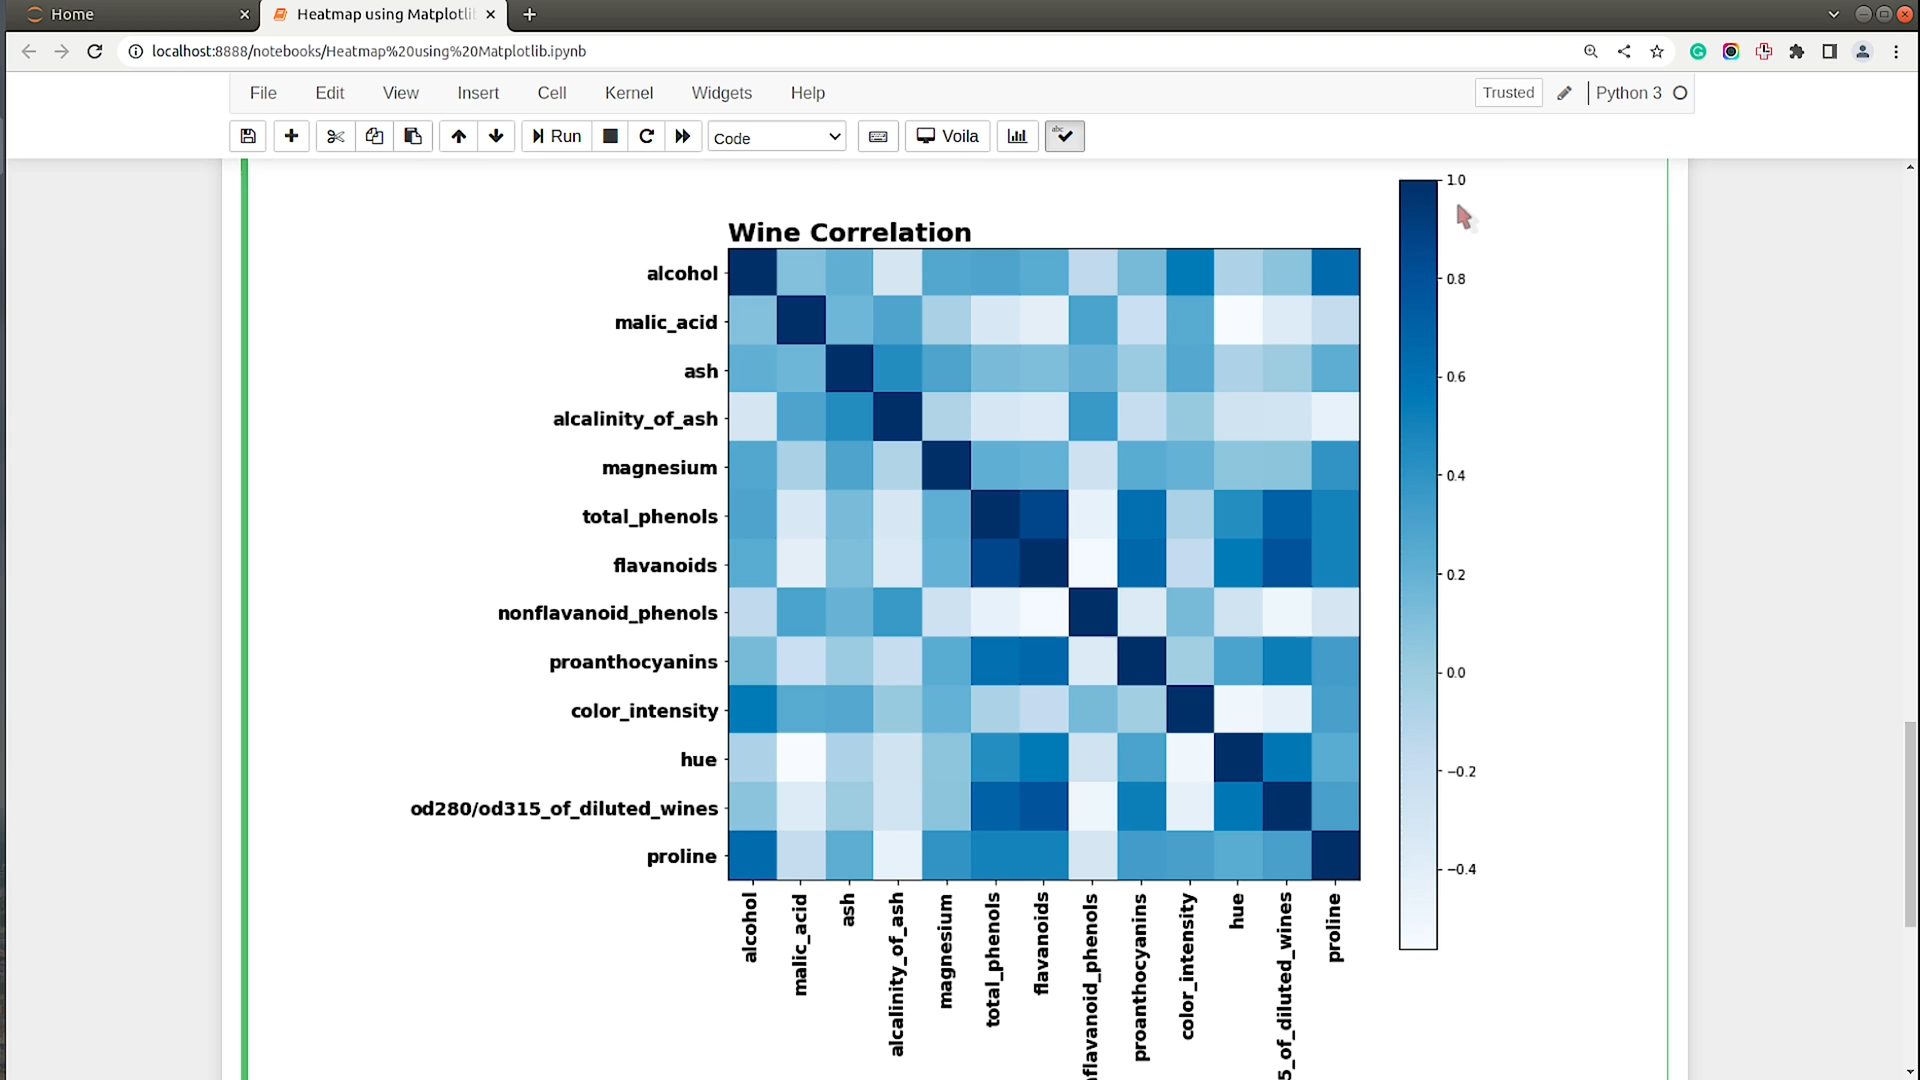 Home
Heatmap using Matplotli
localhost:8888/notebooks/Heatmap%20using%20Matplotlib.ipynb
File Edit View Insert Cell Kernel Widgets Help Trusted Python 3
Run Code Voila
abc
Wine Correlation
alcohol
malic_acid
ash
alcalinity_of_ash
magnesium
total_phenols
flavanoids
nonflavanoid_phenols
proanthocyanins
color_intensity
hue
od280/od315_of_diluted_wines
proline
alcohol
malic_acid
ash
alcalinity_of_ash
magnesium
total_phenols
flavanoids
flavanoid_phenols
proanthocyanins
color_intensity
hue
5_of_diluted_wines
proline
1.0
0.8
0.6
0.4
0.2
0.0
−0.2
−0.4